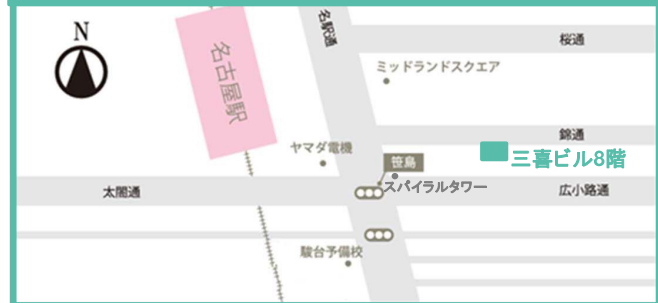 N
名古屋駅
名駅通
桜通
ミッドランドスクエア
錦通
三喜ビル8階
ヤマダ電機
笹島
スパイラルタワー
太閤通
広小路通
駿台予備校